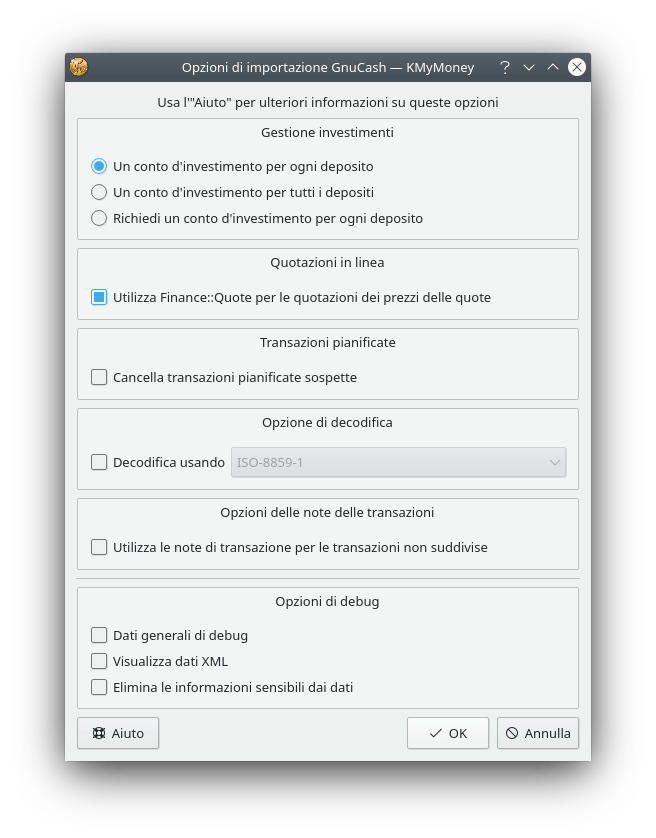 Opzioni di importazione GnuCash — KMyMoney
Usa l'"Aiuto" per ulteriori informazioni su queste opzioni
Gestione investimenti
Un conto d'investimento per ogni deposito
Un conto d'investimento per tutti i depositi
Richiedi un conto d'investimento per ogni deposito
Quotazioni in linea
Utilizza Finance::Quote per le quotazioni dei prezzi delle quote
Transazioni pianificate
Cancella transazioni pianificate sospette
Opzione di decodifica
Decodifica usando ISO-8859-1
Opzioni delle note delle transazioni
Utilizza le note di transazione per le transazioni non suddivise
Opzioni di debug
Dati generali di debug
Visualizza dati XML
Elimina le informazioni sensibili dai dati
Aiuto OK Annulla